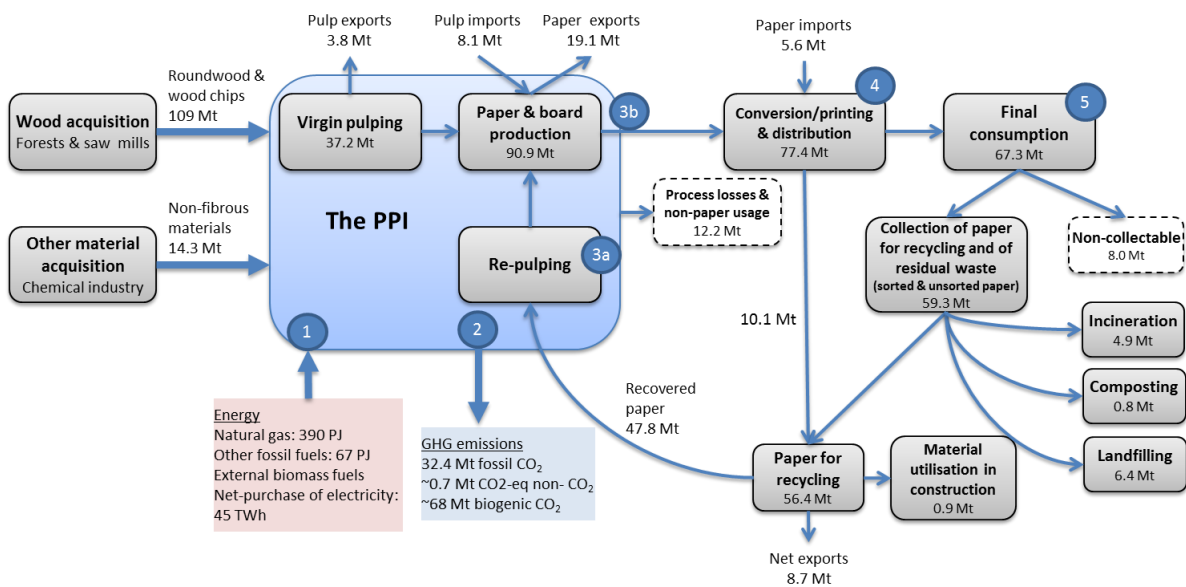 Pulp exports
3.8 Mt
Pulp imports
8.1 Mt
Paper exports
19.1 Mt
Paper imports
5.6 Mt
Roundwood &
wood chips
109 Mt
Wood acquisition
Forests & saw mills
Virgin pulping
37.2 Mt
Paper & board
production
90.9 Mt
3b
Conversion/printing
& distribution
77.4 Mt
4
Final
consumption
67.3 Mt
5
Non-fibrous
materials
14.3 Mt
Other material
acquisition
Chemical industry
The PPI
Re-pulping
3a
Process losses &
non-paper usage
12.2 Mt
Collection of paper
for recycling and of
residual waste
(sorted & unsorted paper)
59.3 Mt
Non-collectable
8.0 Mt
1
2
10.1 Mt
Incineration
4.9 Mt
Composting
0.8 Mt
Landfilling
6.4 Mt
Energy
Natural gas: 390 PJ
Other fossil fuels: 67 PJ
External biomass fuels
Net-purchase of electricity:
45 TWh
GHG emissions
32.4 Mt fossil CO₂
~0.7 Mt CO2-eq non- CO₂
~68 Mt biogenic CO₂
Recovered
paper
47.8 Mt
Paper for
recycling
56.4 Mt
Material
utilisation in
construction
0.9 Mt
Net exports
8.7 Mt